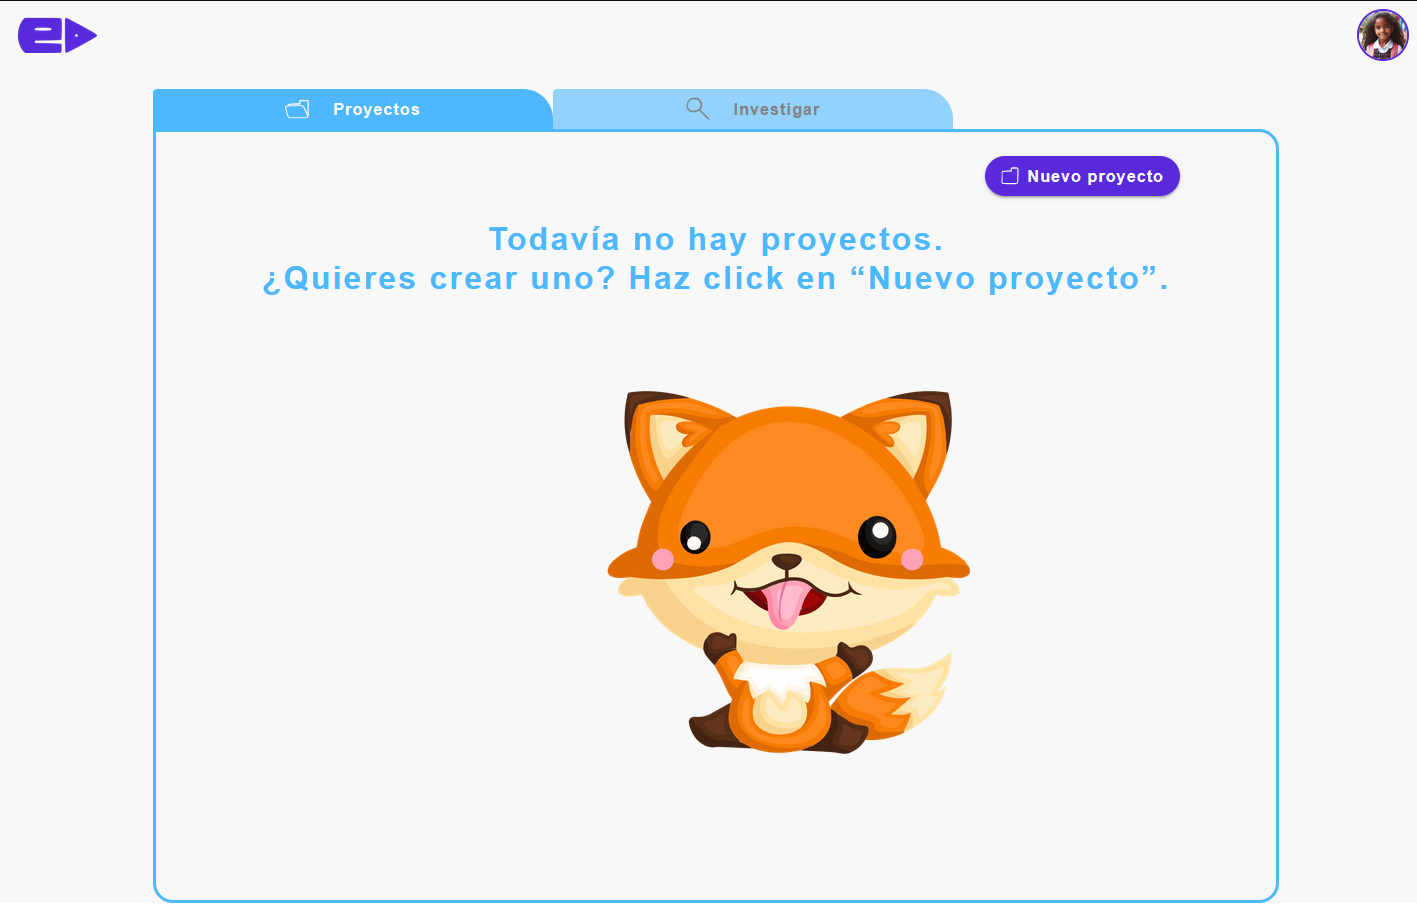 Proyectos
Investigar
Nuevo proyecto
Todavía no hay proyectos.
¿Quieres crear uno? Haz click en “Nuevo proyecto”.